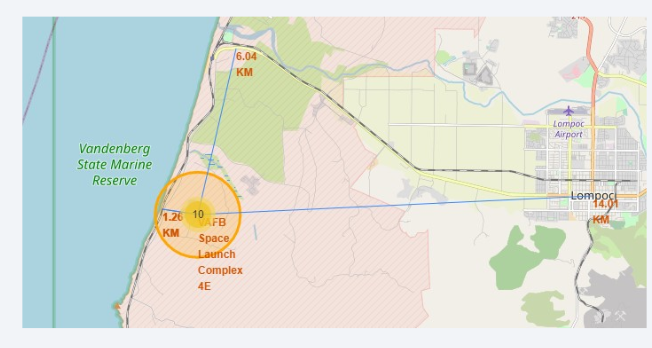 6.04
KM
Vandenberg
State Marine
Reserve
Lompoc
Airport
Lompoc
14.01
KM
1.26
KM
10
VAFB
Space
Launch
Complex
4E